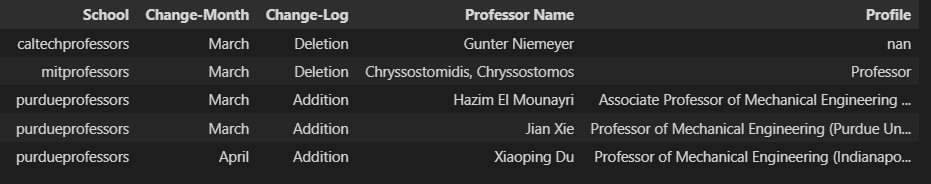 School Change-Month Change-Log Professor Name Profile
caltechprofessors March Deletion Gunter Niemeyer nan
mitprofessors March Deletion Chryssostomidis, Chryssostomos Professor
purdueprofessors March Addition Hazim El Mounayri Associate Professor of Mechanical Engineering ...
purdueprofessors March Addition Jian Xie Professor of Mechanical Engineering (Purdue Un...
purdueprofessors April Addition Xiaoping Du Professor of Mechanical Engineering (Indianapo...